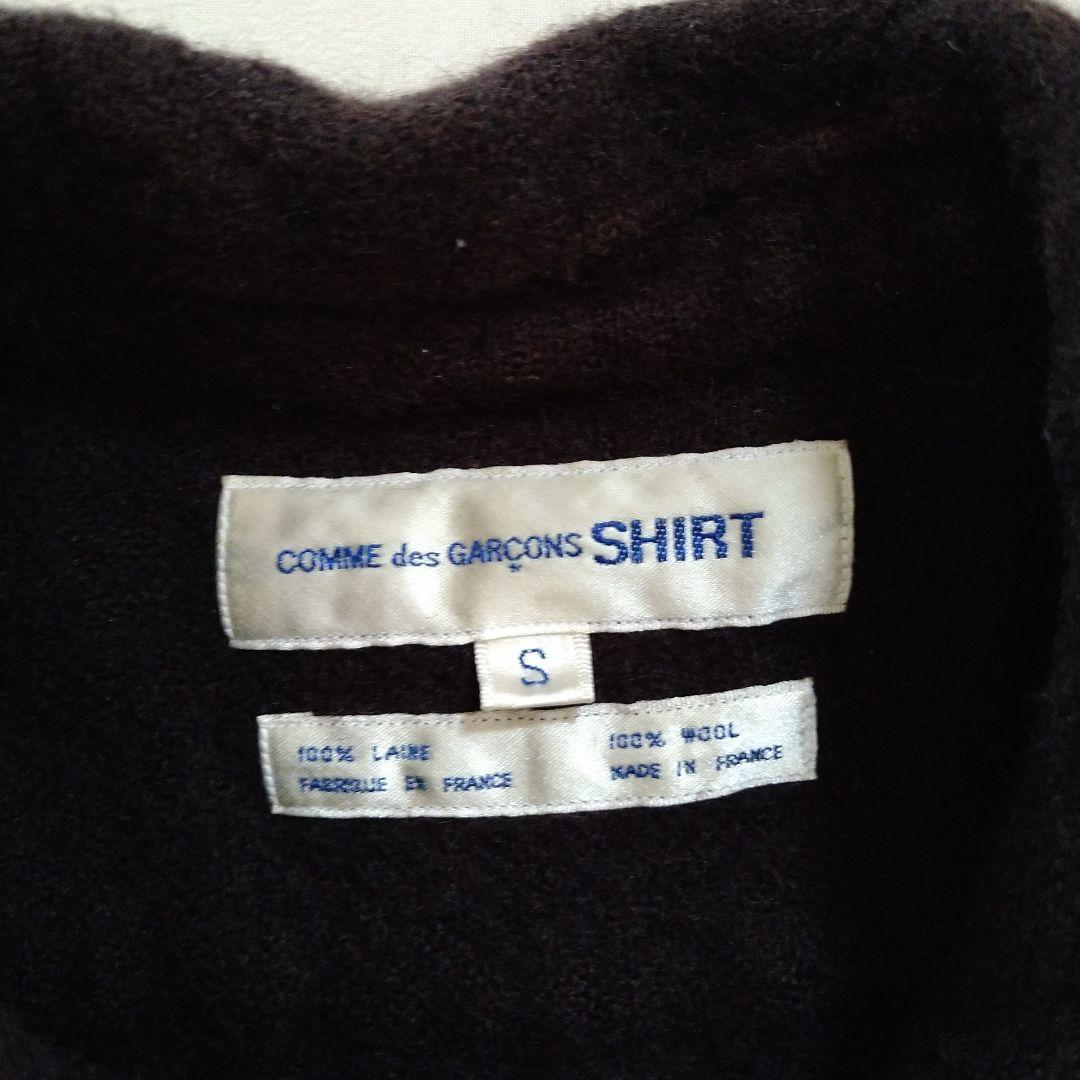 COMME des GARÇONS SHIRT
S
100% LAINE
FABRIQUE EN FRANCE
100% WOOL
MADE IN FRANCE